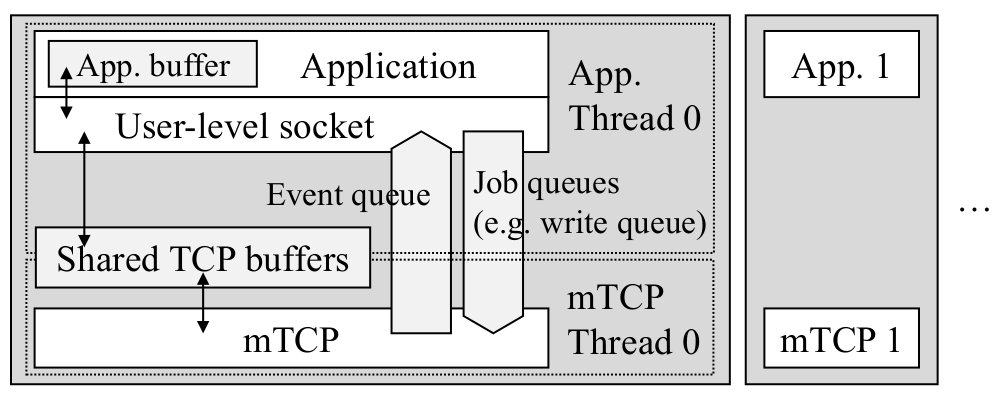 App. buffer
Application
App.
Thread 0
User-level socket
Event queue
Job queues
(e.g. write queue)
Shared TCP buffers
mTCP
mTCP
Thread 0
App. 1
mTCP 1
…